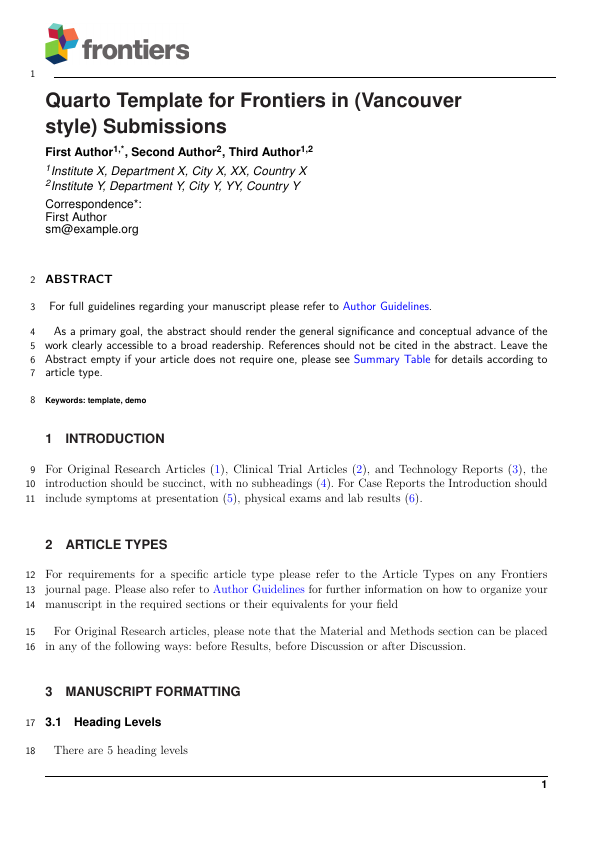 frontiers
1
Quarto Template for Frontiers in (Vancouver
style) Submissions
First Author1,*, Second Author2, Third Author1,2
1Institute X, Department X, City X, XX, Country X
2Institute Y, Department Y, City Y, YY, Country Y
Correspondence*:
First Author
sm@example.org
2 ABSTRACT
3 For full guidelines regarding your manuscript please refer to Author Guidelines.
4 As a primary goal, the abstract should render the general significance and conceptual advance of the
5 work clearly accessible to a broad readership. References should not be cited in the abstract. Leave the
6 Abstract empty if your article does not require one, please see Summary Table for details according to
7 article type.
8 Keywords: template, demo
1 INTRODUCTION
9 For Original Research Articles (1), Clinical Trial Articles (2), and Technology Reports (3), the
10 introduction should be succinct, with no subheadings (4). For Case Reports the Introduction should
11 include symptoms at presentation (5), physical exams and lab results (6).
2 ARTICLE TYPES
12 For requirements for a specific article type please refer to the Article Types on any Frontiers
13 journal page. Please also refer to Author Guidelines for further information on how to organize your
14 manuscript in the required sections or their equivalents for your field
15 For Original Research articles, please note that the Material and Methods section can be placed
16 in any of the following ways: before Results, before Discussion or after Discussion.
3 MANUSCRIPT FORMATTING
17 3.1 Heading Levels
18 There are 5 heading levels
1